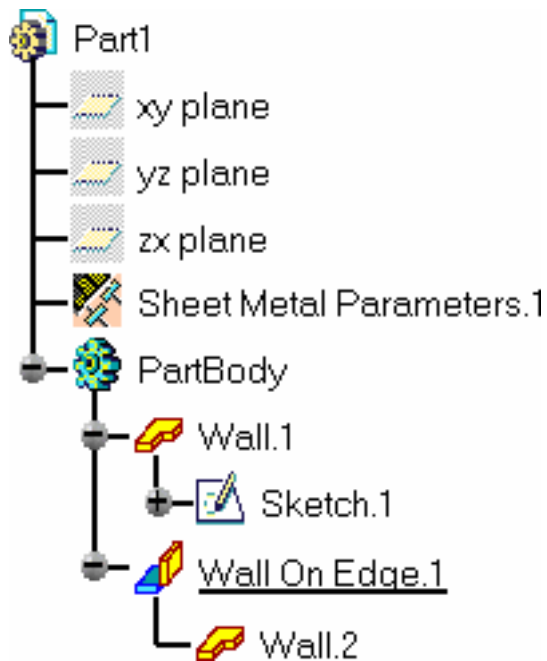 Part1
xy plane
yz plane
zx plane
Sheet Metal Parameters.1
PartBody
Wall.1
Sketch.1
Wall On Edge.1
Wall.2